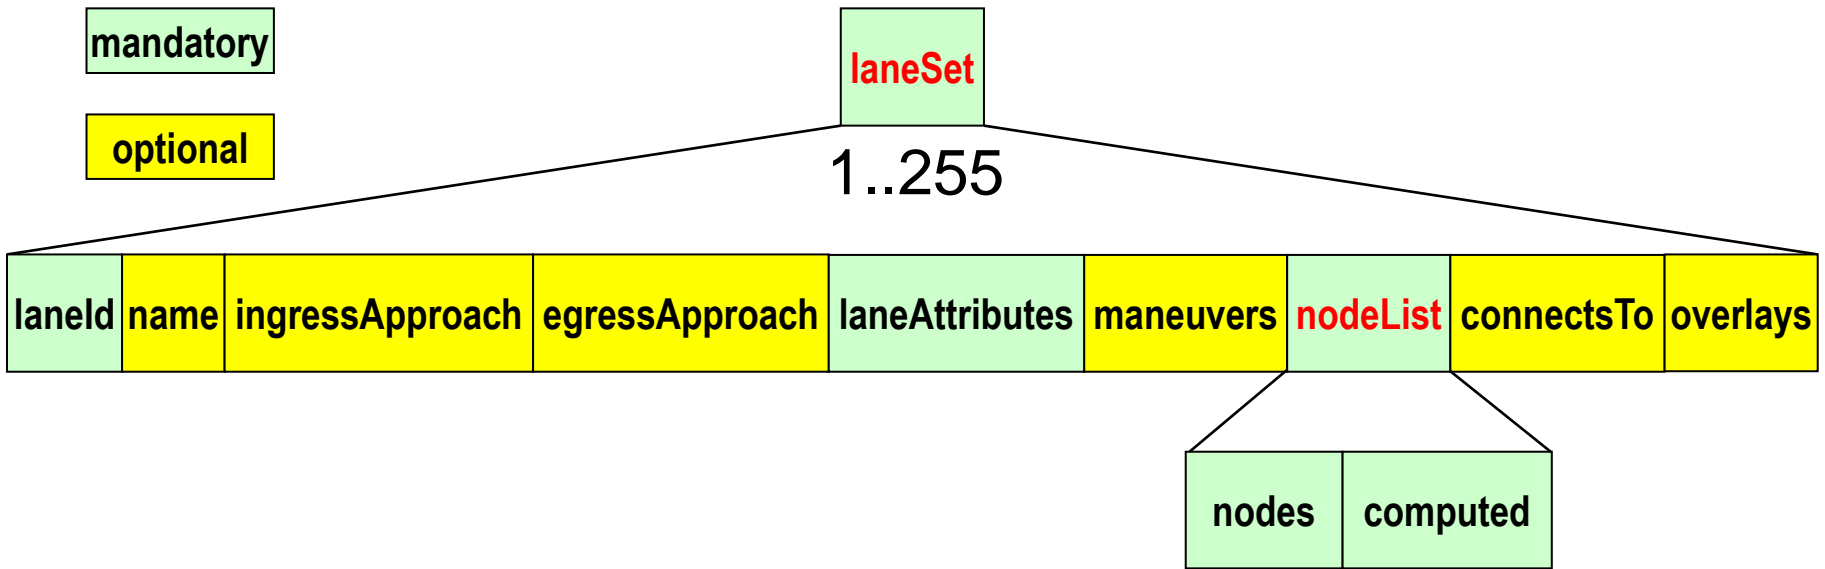 mandatory
laneSet
optional
1..255
laneId name ingressApproach egressApproach laneAttributes maneuvers nodeList connectsTo overlays
nodes computed